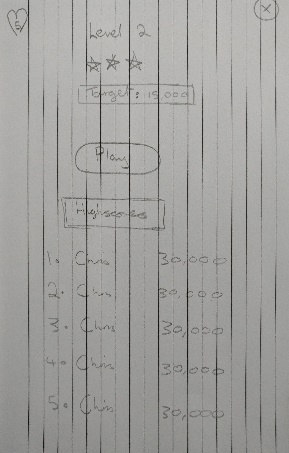 5
X
Level 2
Target: 15,000
Play
Highscores
1. Chris 30,000
2. Chris 30,000
3. Chris 30,000
4. Chris 30,000
5. Chris 30,000